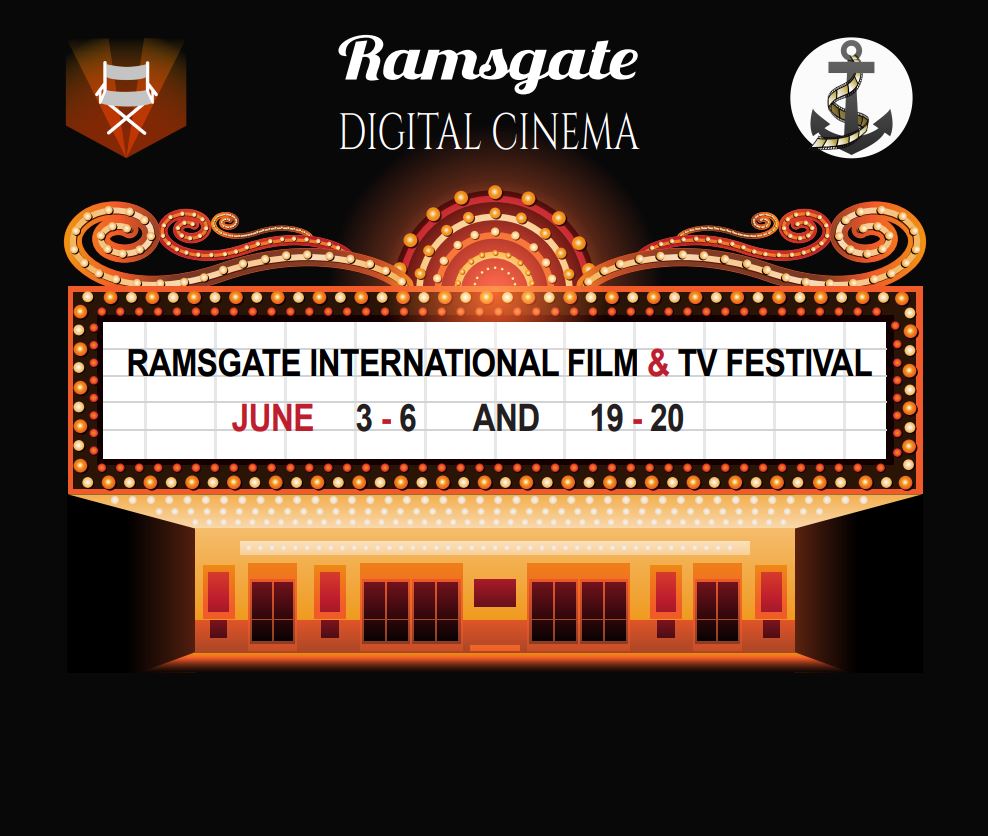 Ramsgate
DIGITAL CINEMA
RAMSGATE INTERNATIONAL FILM & TV FESTIVAL
JUNE 3 - 6 AND 19 - 20